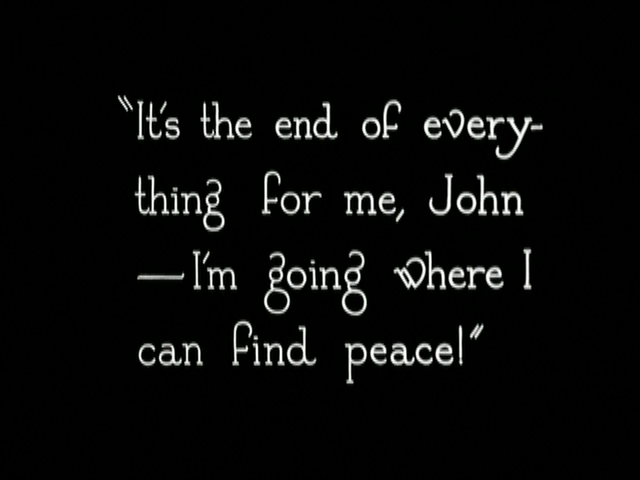 "It's the end of every-
thing for me, John
—I'm going where I
can find peace!"